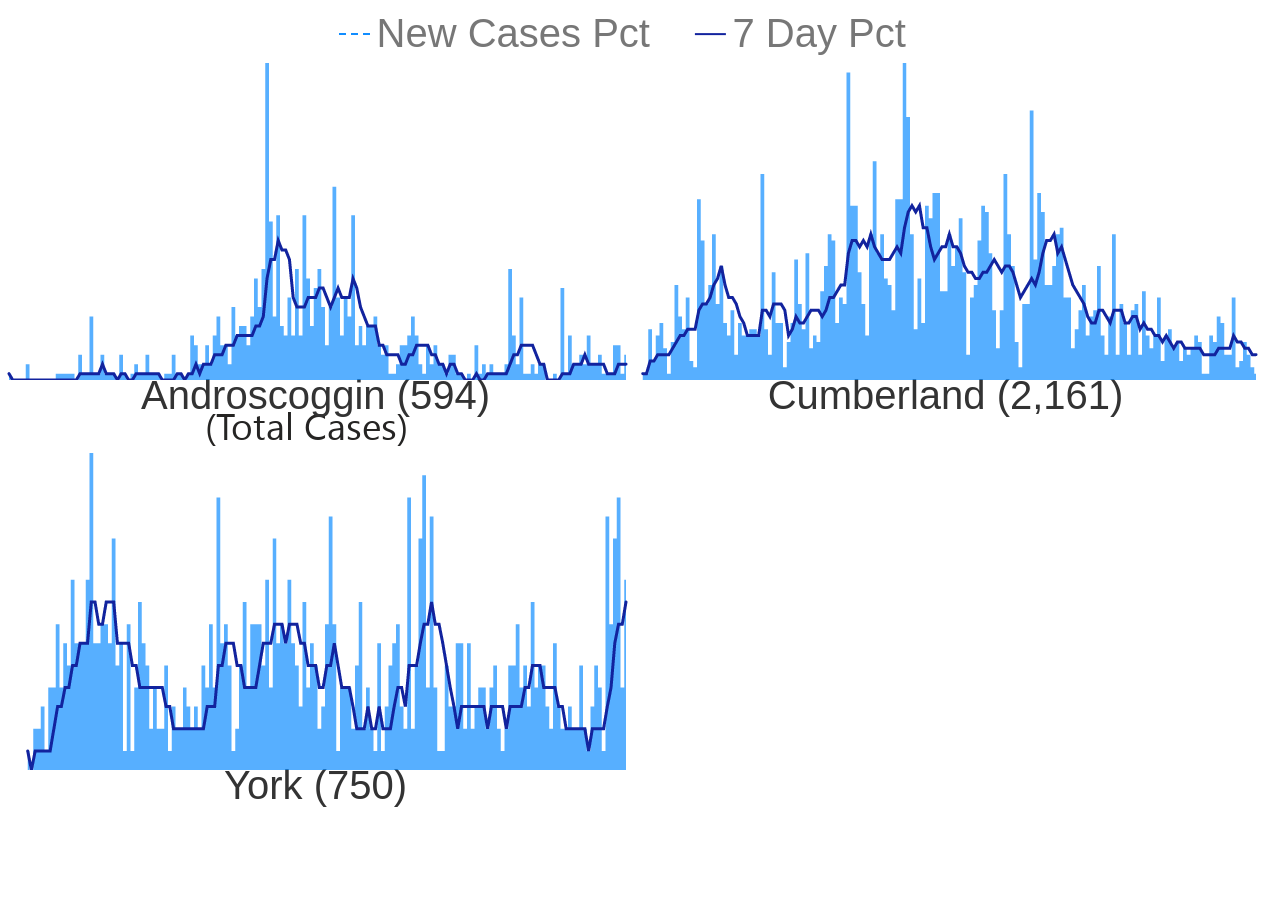 New Cases Pct 7 Day Pct
Androscoggin (594)
(Total Cases)
Cumberland (2,161)
York (750)